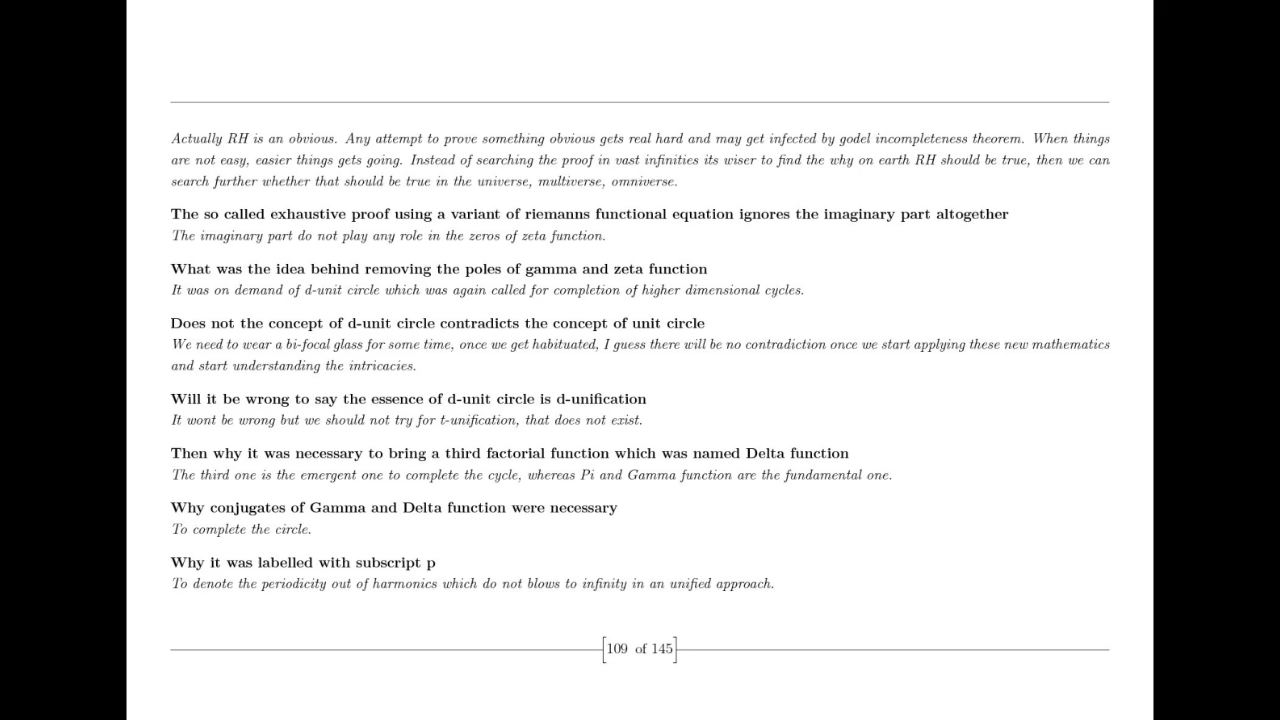 Actually RH is an obvious. Any attempt to prove something obvious gets real hard and may get infected by godel incompleteness theorem. When things
are not easy, easier things gets going. Instead of searching the proof in vast infinities its wiser to find the why on earth RH should be true, then we can
search further whether that should be true in the universe, multiverse, omniverse.
The so called exhaustive proof using a variant of riemanns functional equation ignores the imaginary part altogether
The imaginary part do not play any role in the zeros of zeta function.
What was the idea behind removing the poles of gamma and zeta function
It was on demand of d-unit circle which was again called for completion of higher dimensional cycles.
Does not the concept of d-unit circle contradicts the concept of unit circle
We need to wear a bi-focal glass for some time, once we get habituated, I guess there will be no contradiction once we start applying these new mathematics
and start understanding the intricacies.
Will it be wrong to say the essence of d-unit circle is d-unification
It wont be wrong but we should not try for t-unification, that does not exist.
Then why it was necessary to bring a third factorial function which was named Delta function
The third one is the emergent one to complete the cycle, whereas Pi and Gamma function are the fundamental one.
Why conjugates of Gamma and Delta function were necessary
To complete the circle.
Why it was labelled with subscript p
To denote the periodicity out of harmonics which do not blows to infinity in an unified approach.
[109 of 145]